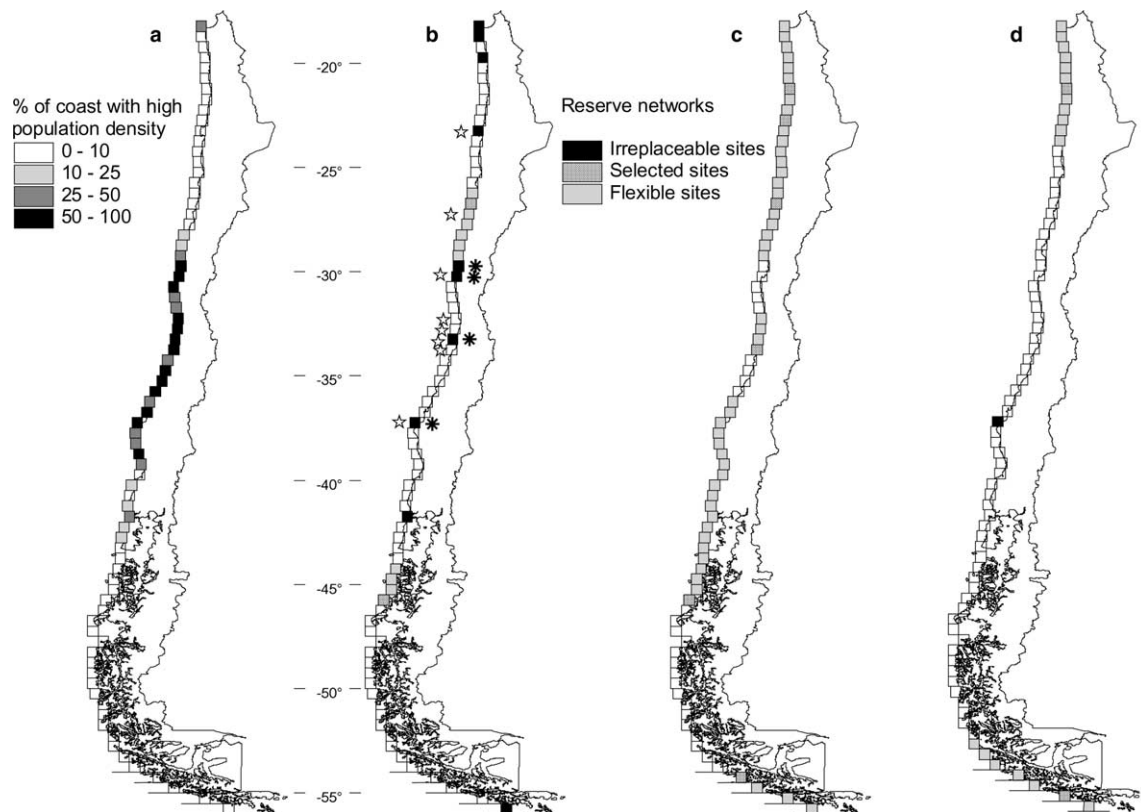 a
b
c
d
% of coast with high
population density
0 - 10
10 - 25
25 - 50
50 - 100
-20°
-25°
-30°
-35°
-40°
-45°
-50°
-55°
Reserve networks
Irreplaceable sites
Selected sites
Flexible sites